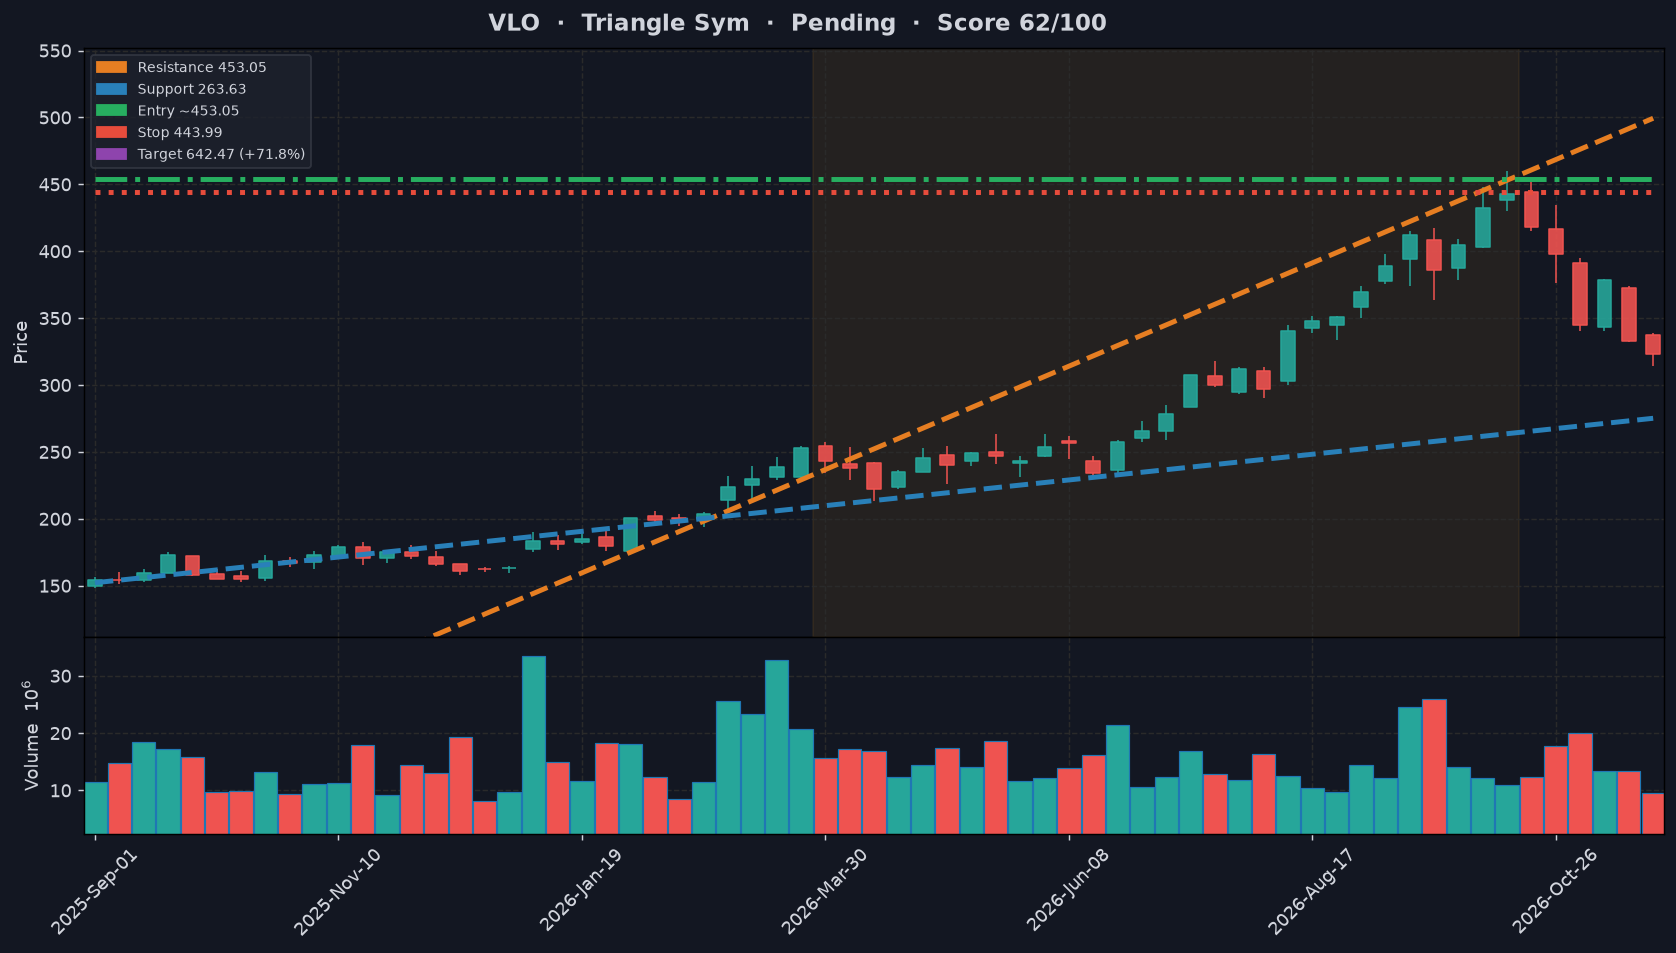 VLO · Triangle Sym · Pending · Score 62/100
Resistance 453.05
Support 263.63
Entry ~453.05
Stop 443.99
Target 642.47 (+71.8%)
Price
550
500
450
400
350
300
250
200
150
Volume 10⁶
30
20
10
2025-Sep-01
2025-Nov-10
2026-Jan-19
2026-Mar-30
2026-Jun-08
2026-Aug-17
2026-Oct-26